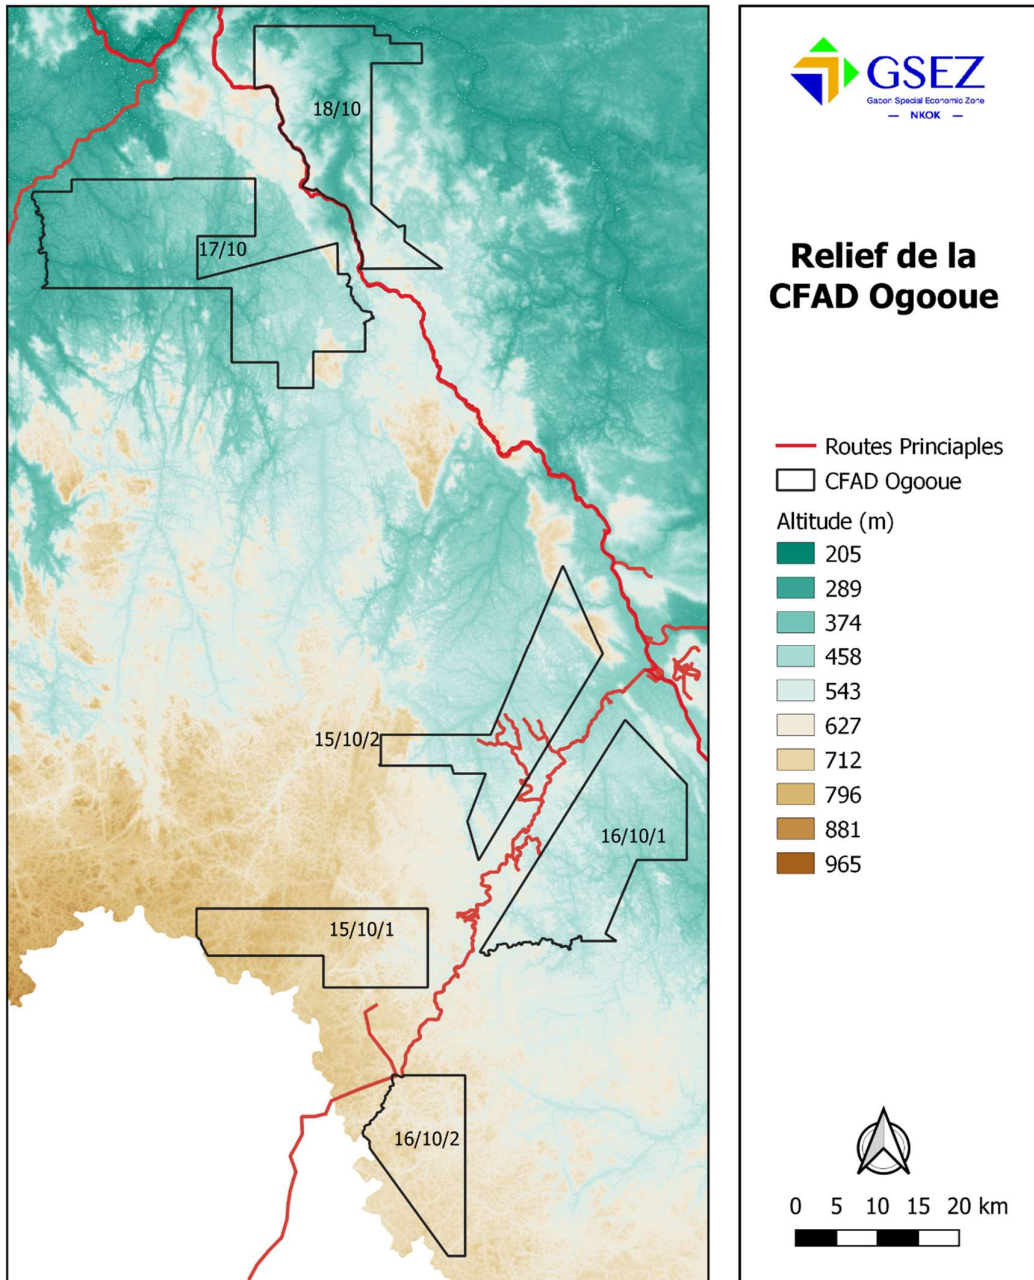 18/10
17/10
15/10/2
16/10/1
15/10/1
16/10/2
GSEZ
Gabon Special Economic Zone
— NKOK —
Relief de la
CFAD Ogooue
Routes Princiaples
CFAD Ogooue
Altitude (m)
205
289
374
458
543
627
712
796
881
965
0 5 10 15 20 km